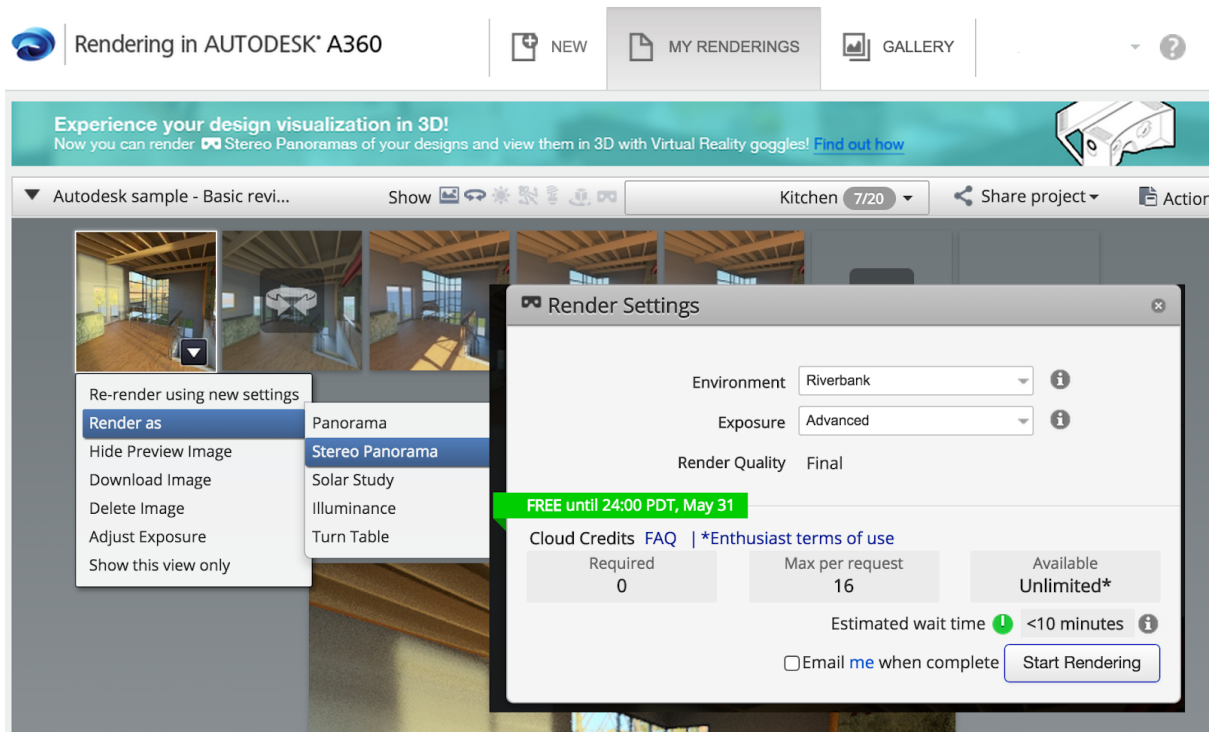 Rendering in AUTODESK® A360
NEW
MY RENDERINGS
GALLERY
Experience your design visualization in 3D!
Now you can render Stereo Panoramas of your designs and view them in 3D with Virtual Reality goggles! Find out how
Autodesk sample - Basic revi...
Show
Kitchen 7/20
Share project
Action
Re-render using new settings
Render as
Hide Preview Image
Download Image
Delete Image
Adjust Exposure
Show this view only
Panorama
Stereo Panorama
Solar Study
Illuminance
Turn Table
Render Settings
Environment Riverbank
Exposure Advanced
Render Quality Final
FREE until 24:00 PDT, May 31
Cloud Credits FAQ | *Enthusiast terms of use
Required Max per request Available
0 16 Unlimited*
Estimated wait time <10 minutes
Email me when complete Start Rendering